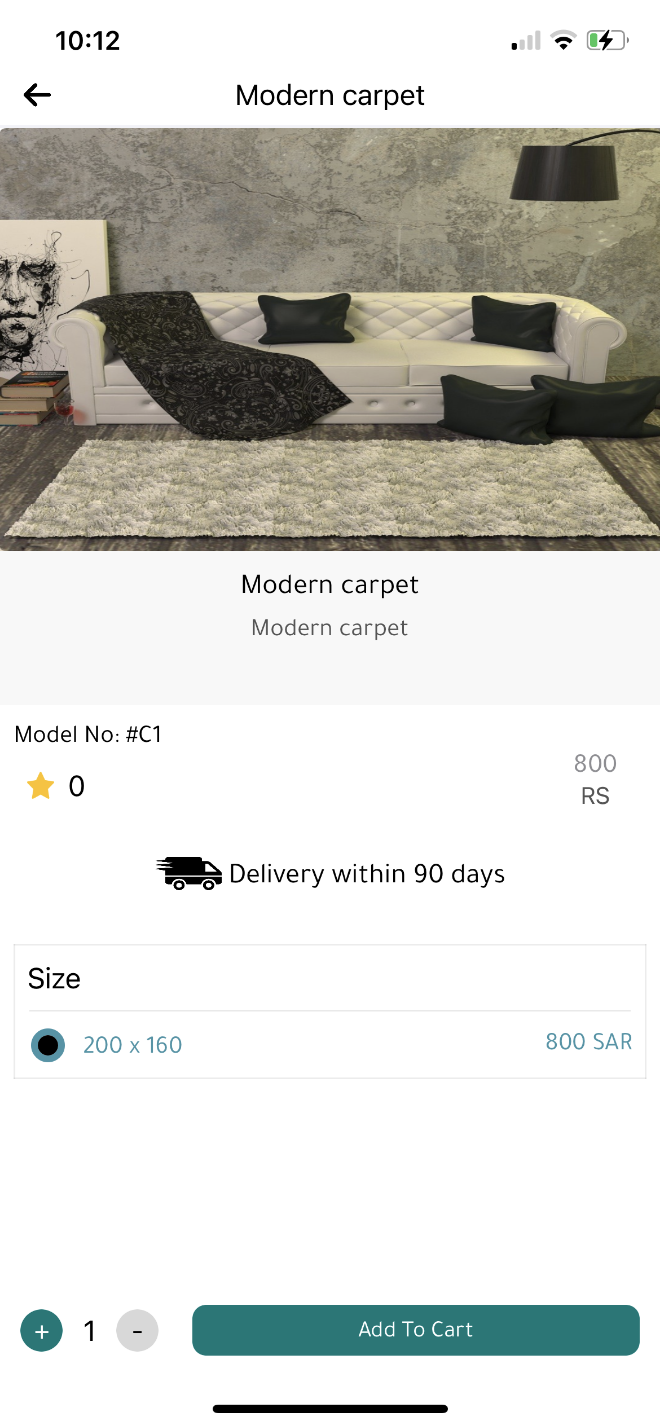 10:12
Modern carpet
Modern carpet
Modern carpet
Model No: #C1
0
800
RS
Delivery within 90 days
Size
200 x 160
800 SAR
+
1
-
Add To Cart